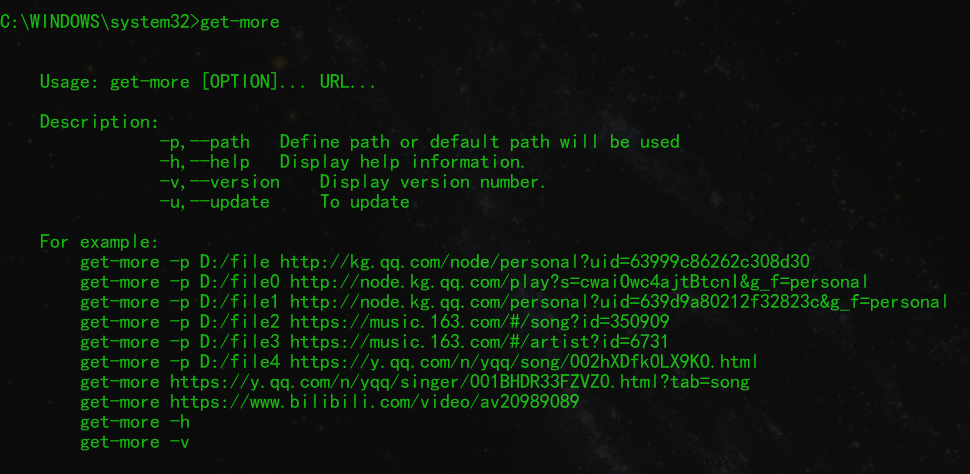 C:\WINDOWS\system32>get-more
Usage: get-more [OPTION]... URL...
Description:
-p,--path Define path or default path will be used
-h,--help Display help information.
-v,--version Display version number.
-u,--update To update
For example:
get-more -p D:/file http://kg.qq.com/node/personal?uid=63999c86262c308d30
get-more -p D:/file0 http://node.kg.qq.com/play?s=cwai0wc4ajtBtcnl&g_f=personal
get-more -p D:/file1 http://node.kg.qq.com/personal?uid=639d9a80212f32823c&g_f=personal
get-more -p D:/file2 https://music.163.com/#/song?id=350909
get-more -p D:/file3 https://music.163.com/#/artist?id=6731
get-more -p D:/file4 https://y.qq.com/n/yqq/song/002hXDfk0LX9KO.html
get-more https://y.qq.com/n/yqq/singer/001BHDR33FZVZ0.html?tab=song
get-more https://www.bilibili.com/video/av20989089
get-more -h
get-more -v